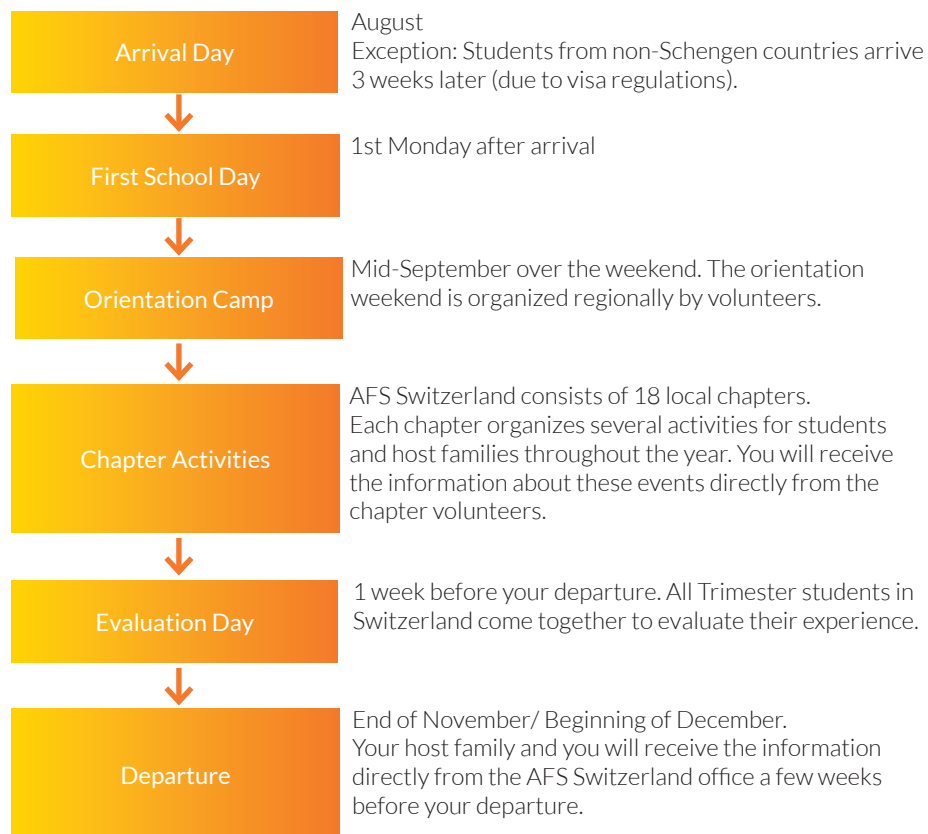 Arrival Day
August
Exception: Students from non-Schengen countries arrive
3 weeks later (due to visa regulations).
First School Day
1st Monday after arrival
Orientation Camp
Mid-September over the weekend. The orientation
weekend is organized regionally by volunteers.
Chapter Activities
AFS Switzerland consists of 18 local chapters.
Each chapter organizes several activities for students
and host families throughout the year. You will receive
the information about these events directly from the
chapter volunteers.
Evaluation Day
1 week before your departure. All Trimester students in
Switzerland come together to evaluate their experience.
Departure
End of November/ Beginning of December.
Your host family and you will receive the information
directly from the AFS Switzerland office a few weeks
before your departure.